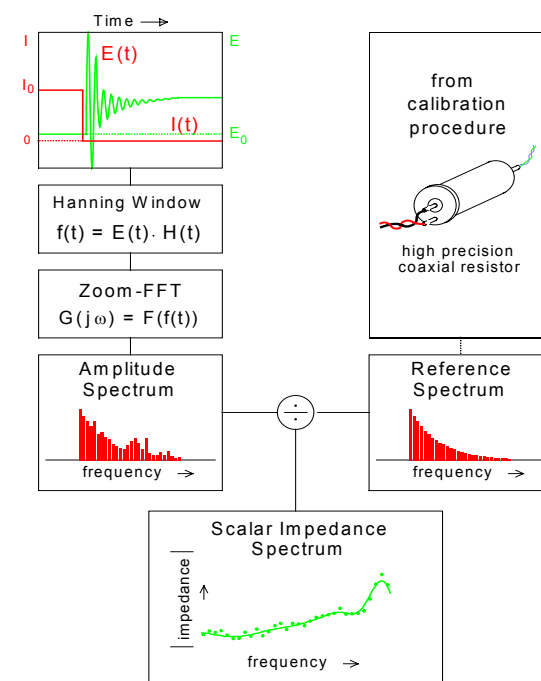 Time
I
E(t)
E
I0
I(t)
0
E0
from
calibration
procedure
high precision
coaxial resistor
Hanning Window
f(t) = E(t). H(t)
Zoom-FFT
G(jω) = F(f(t))
Amplitude
Spectrum
frequency
÷
Reference
Spectrum
frequency
Scalar Impedance
Spectrum
|impedance|
frequency